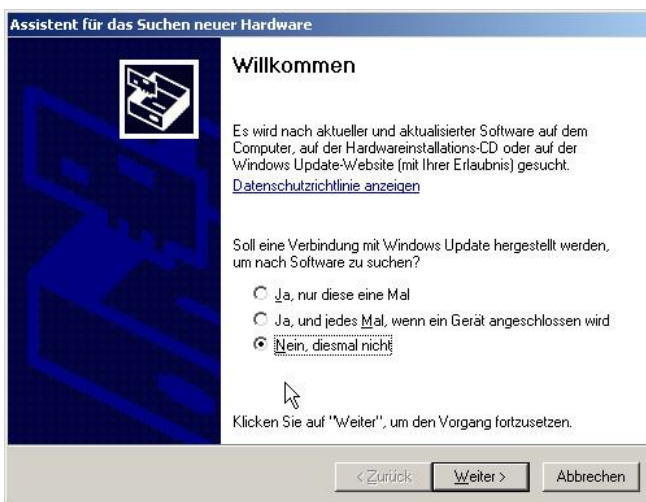 Assistent für das Suchen neuer Hardware
Willkommen
Es wird nach aktueller und aktualisierter Software auf dem
Computer, auf der Hardwareinstallations-CD oder auf der
Windows Update-Website (mit Ihrer Erlaubnis) gesucht.
Datenschutzrichtlinie anzeigen
Soll eine Verbindung mit Windows Update hergestellt werden,
um nach Software zu suchen?
Ja, nur diese eine Mal
Ja, und jedes Mal, wenn ein Gerät angeschlossen wird
Nein, diesmal nicht
Klicken Sie auf "Weiter", um den Vorgang fortzusetzen.
< Zurück Weiter > Abbrechen